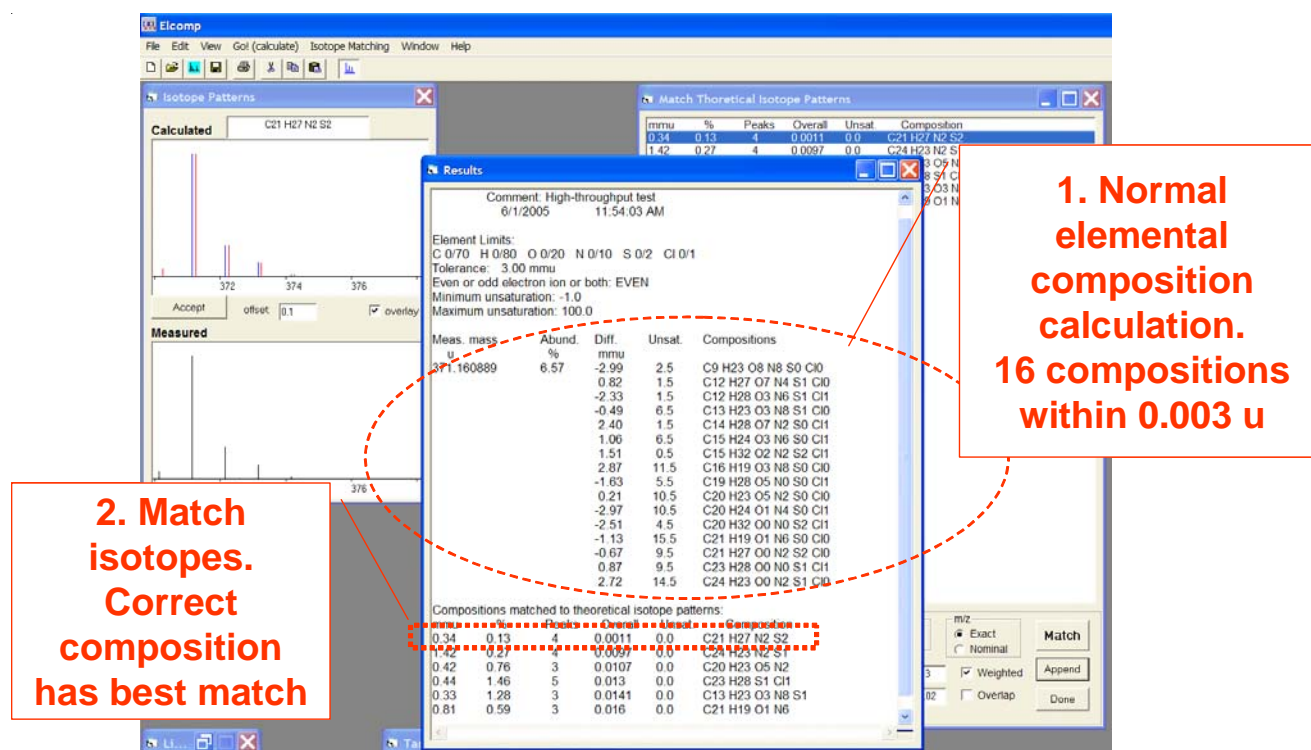 Elcomp
File Edit View Go! (calculate) Isotope Matching Window Help
Isotope Patterns
Calculated
C21 H27 N2 S2
372 374 376
Accept offset 0.1 overlay
Measured
376
Match Thoretical Isotope Patterns
mmu % Peaks Overall Unsat. Composition
0.34 0.13 4 0.0011 0.0 C21 H27 N2 S2
1.42 0.27 4 0.0097 0.0 C24 H23 N2 S
3 O5 N
8 S1 C
3 O3 N
9 O1 N
Results
Comment: High-throughput test
6/1/2005 11:54:03 AM
Element Limits:
C 0/70 H 0/80 O 0/20 N 0/10 S 0/2 Cl 0/1
Tolerance: 3.00 mmu
Even or odd electron ion or both: EVEN
Minimum unsaturation: -1.0
Maximum unsaturation: 100.0
Meas. mass Abund. Diff. Unsat. Compositions
u % mmu
371.160889 6.57 -2.99 2.5 C9 H23 O8 N8 S0 Cl0
0.82 1.5 C12 H27 O7 N4 S1 Cl0
-2.33 1.5 C12 H28 O3 N6 S1 Cl1
-0.49 6.5 C13 H23 O3 N8 S1 Cl0
2.40 1.5 C14 H28 O7 N2 S0 Cl1
1.06 6.5 C15 H24 O3 N6 S0 Cl1
1.51 0.5 C15 H32 O2 N2 S2 Cl1
2.87 11.5 C16 H19 O3 N8 S0 Cl0
-1.63 5.5 C19 H28 O5 N0 S0 Cl1
0.21 10.5 C20 H23 O5 N2 S0 Cl0
-2.97 10.5 C20 H24 O1 N4 S0 Cl1
-2.51 4.5 C20 H32 O0 N0 S2 Cl1
-1.13 15.5 C21 H19 O1 N6 S0 Cl0
-0.67 9.5 C21 H27 O0 N2 S2 Cl0
0.87 9.5 C23 H28 O0 N0 S1 Cl1
2.72 14.5 C24 H23 O0 N2 S1 Cl0
Compositions matched to theoretical isotope patterns:
mmu % Peaks Overall Unsat. Composition
0.34 0.13 4 0.0011 0.0 C21 H27 N2 S2
1.42 0.27 4 0.0097 0.0 C24 H23 N2 S1
0.42 0.76 3 0.0107 0.0 C20 H23 O5 N2
0.44 1.46 5 0.013 0.0 C23 H28 S1 Cl1
0.33 1.28 3 0.0141 0.0 C13 H23 O3 N8 S1
0.81 0.59 3 0.016 0.0 C21 H19 O1 N6
1. Normal
elemental
composition
calculation.
16 compositions
within 0.003 u
2. Match
isotopes.
Correct
composition
has best match
m/z
Exact
Nominal
Match
3 Weighted Append
02 Overlap Done
Li...
Ta